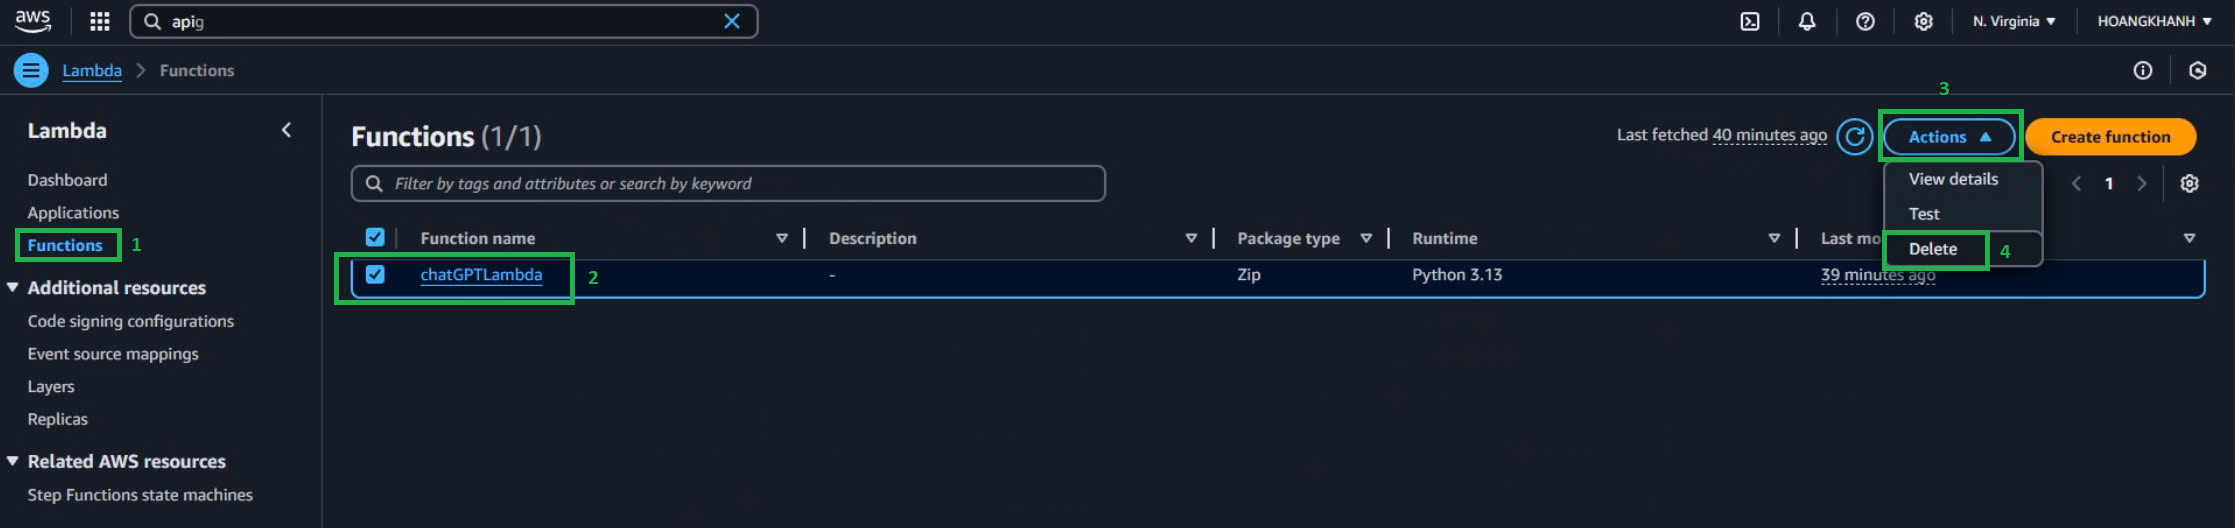 aws
apig
N. Virginia
HOANGKHANH
Lambda
Functions
3
Lambda
Dashboard
Applications
Functions
1
Additional resources
Code signing configurations
Event source mappings
Layers
Replicas
Related AWS resources
Step Functions state machines
Functions (1/1)
Last fetched 40 minutes ago
Actions
Create function
Filter by tags and attributes or search by keyword
View details
Test
Delete
4
1
Function name
Description
Package type
Runtime
Last mo
chatGPTLambda
2
-
Zip
Python 3.13
39 minutes ago